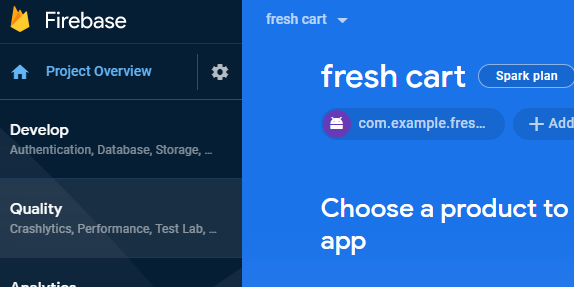 Firebase
Project Overview
Develop
Authentication, Database, Storage, ...
Quality
Crashlytics, Performance, Test Lab, ...
Analytics
fresh cart
fresh cart
Spark plan
com.example.fres...
Add
Choose a product to
app